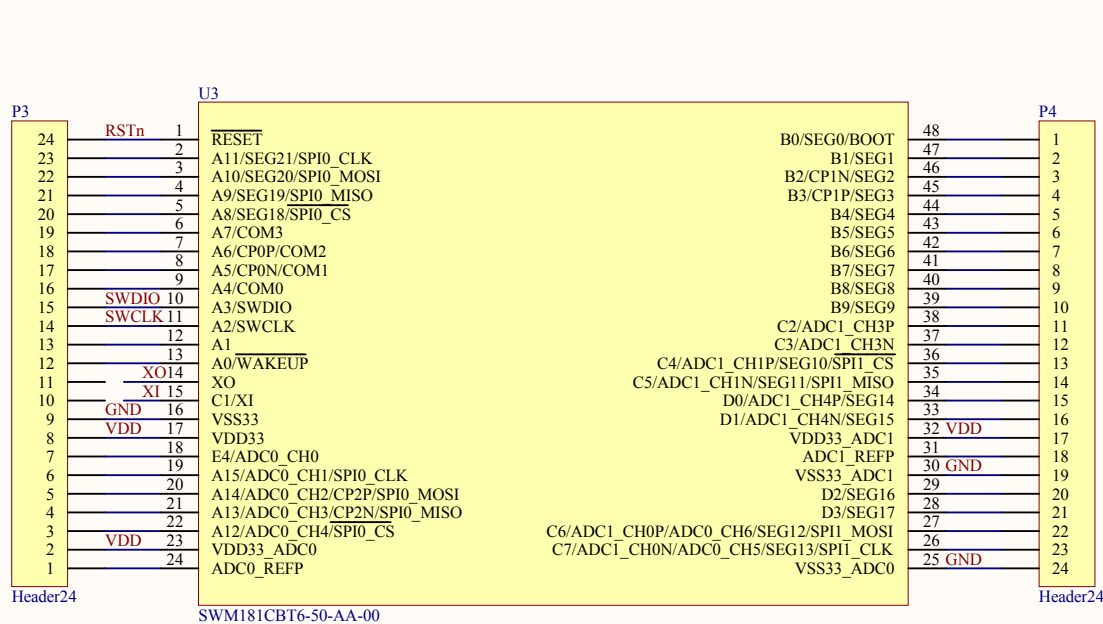 U3
P3 P4
24 RSTn 1 RESET B0/SEG0/BOOT 48 1
23 2 A11/SEG21/SPI0_CLK B1/SEG1 47 2
22 3 A10/SEG20/SPI0_MOSI B2/CP1N/SEG2 46 3
21 4 A9/SEG19/SPI0_MISO B3/CP1P/SEG3 45 4
20 5 A8/SEG18/SPI0_CS B4/SEG4 44 5
19 6 A7/COM3 B5/SEG5 43 6
18 7 A6/CP0P/COM2 B6/SEG6 42 7
17 8 A5/CP0N/COM1 B7/SEG7 41 8
16 9 A4/COM0 B8/SEG8 40 9
15 SWDIO 10 A3/SWDIO B9/SEG9 39 10
14 SWCLK 11 A2/SWCLK C2/ADC1_CH3P 38 11
13 12 A1 C3/ADC1_CH3N 37 12
12 13 A0/WAKEUP C4/ADC1_CH1P/SEG10/SPI1_CS 36 13
11 XO 14 XO C5/ADC1_CH1N/SEG11/SPI1_MISO 35 14
10 XI 15 C1/XI D0/ADC1_CH4P/SEG14 34 15
9 GND 16 VSS33 D1/ADC1_CH4N/SEG15 33 16
8 VDD 17 VDD33 VDD33_ADC1 32 VDD 17
7 18 E4/ADC0_CH0 ADC1_REFP 31 18
6 19 A15/ADC0_CH1/SPI0_CLK VSS33_ADC1 30 GND 19
5 20 A14/ADC0_CH2/CP2P/SPI0_MOSI D2/SEG16 29 20
4 21 A13/ADC0_CH3/CP2N/SPI0_MISO D3/SEG17 28 21
3 22 A12/ADC0_CH4/SPI0_CS C6/ADC1_CH0P/ADC0_CH6/SEG12/SPI1_MOSI 27 22
2 VDD 23 VDD33_ADC0 C7/ADC1_CH0N/ADC0_CH5/SEG13/SPI1_CLK 26 23
1 24 ADC0_REFP VSS33_ADC0 25 GND 24
Header24 Header24
SWM181CBT6-50-AA-00